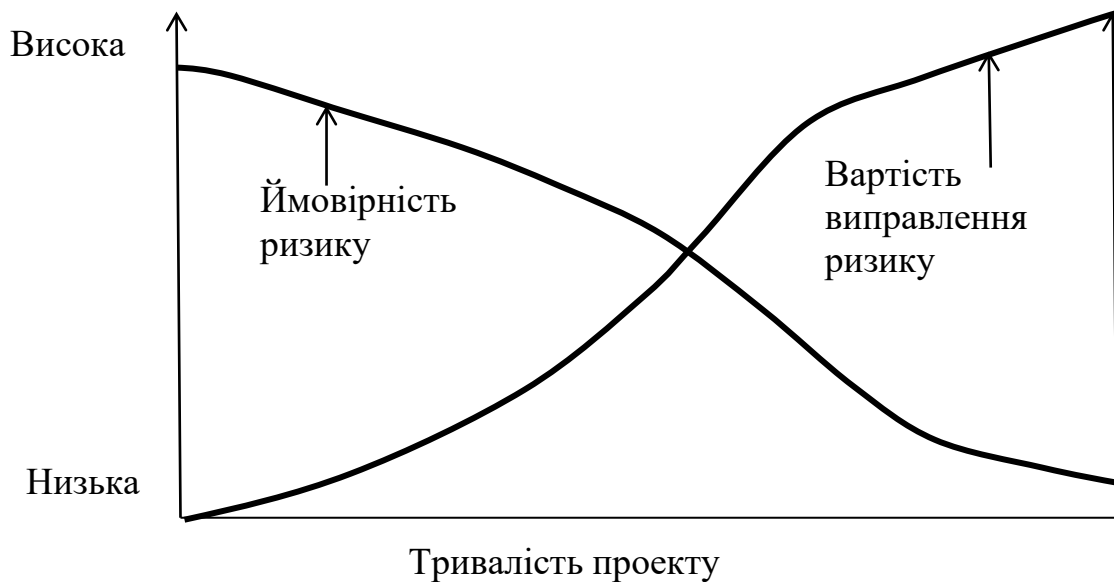 Висока
Ймовірність
ризику
Вартість
виправлення
ризику
Низька
Тривалість проекту